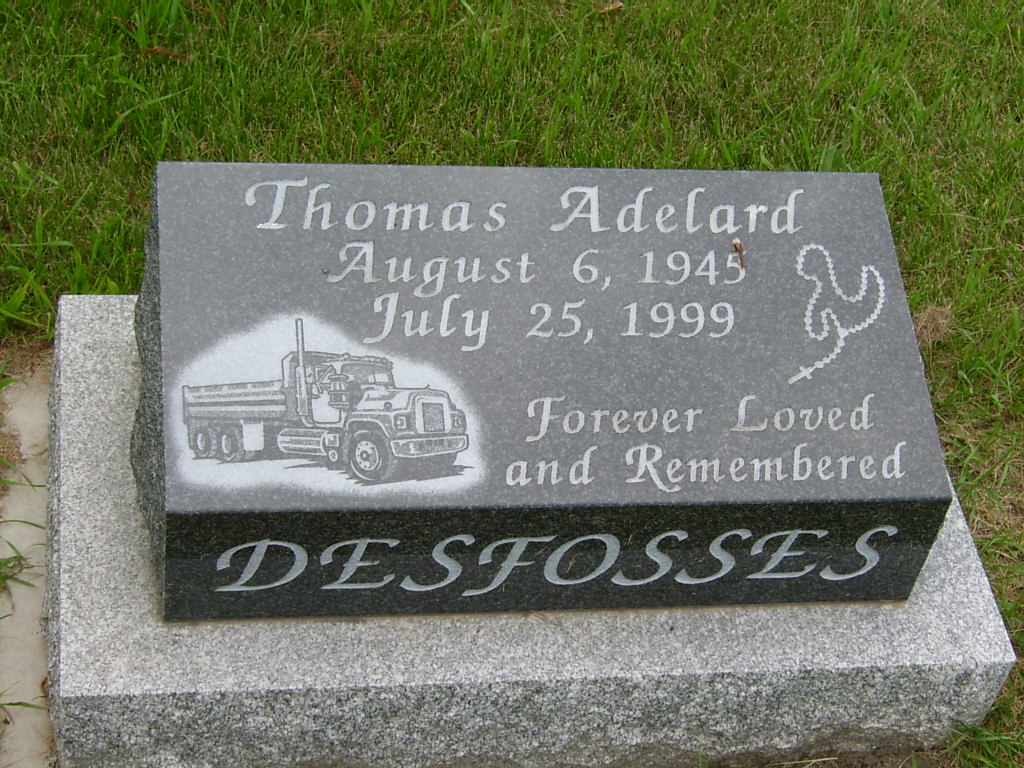 Thomas Adelard
August 6, 1945
July 25, 1999
Forever Loved
and Remembered
DESFOSSES